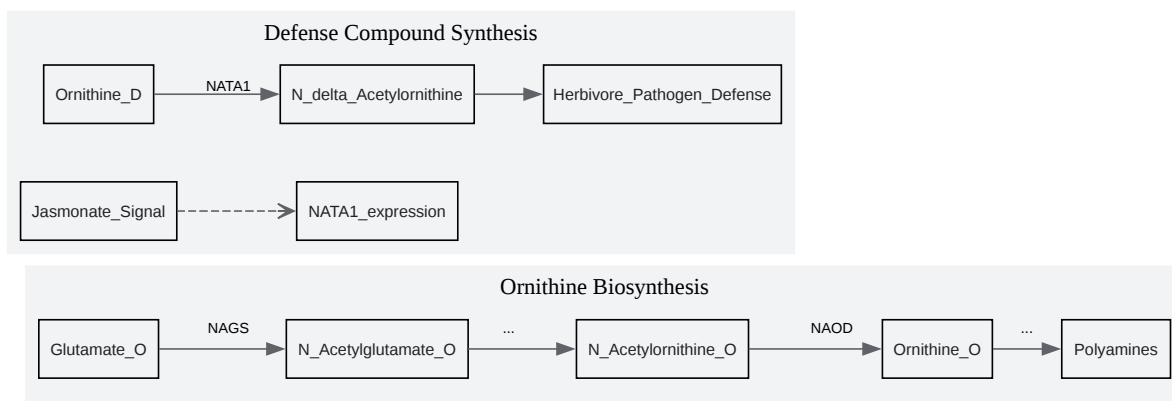 Defense Compound Synthesis
Ornithine_D
NATA1
N_delta_Acetylornithine
Herbivore_Pathogen_Defense
Jasmonate_Signal
NATA1_expression
Ornithine Biosynthesis
Glutamate_O
NAGS
N_Acetylglutamate_O
...
N_Acetylornithine_O
NAOD
Ornithine_O
...
Polyamines